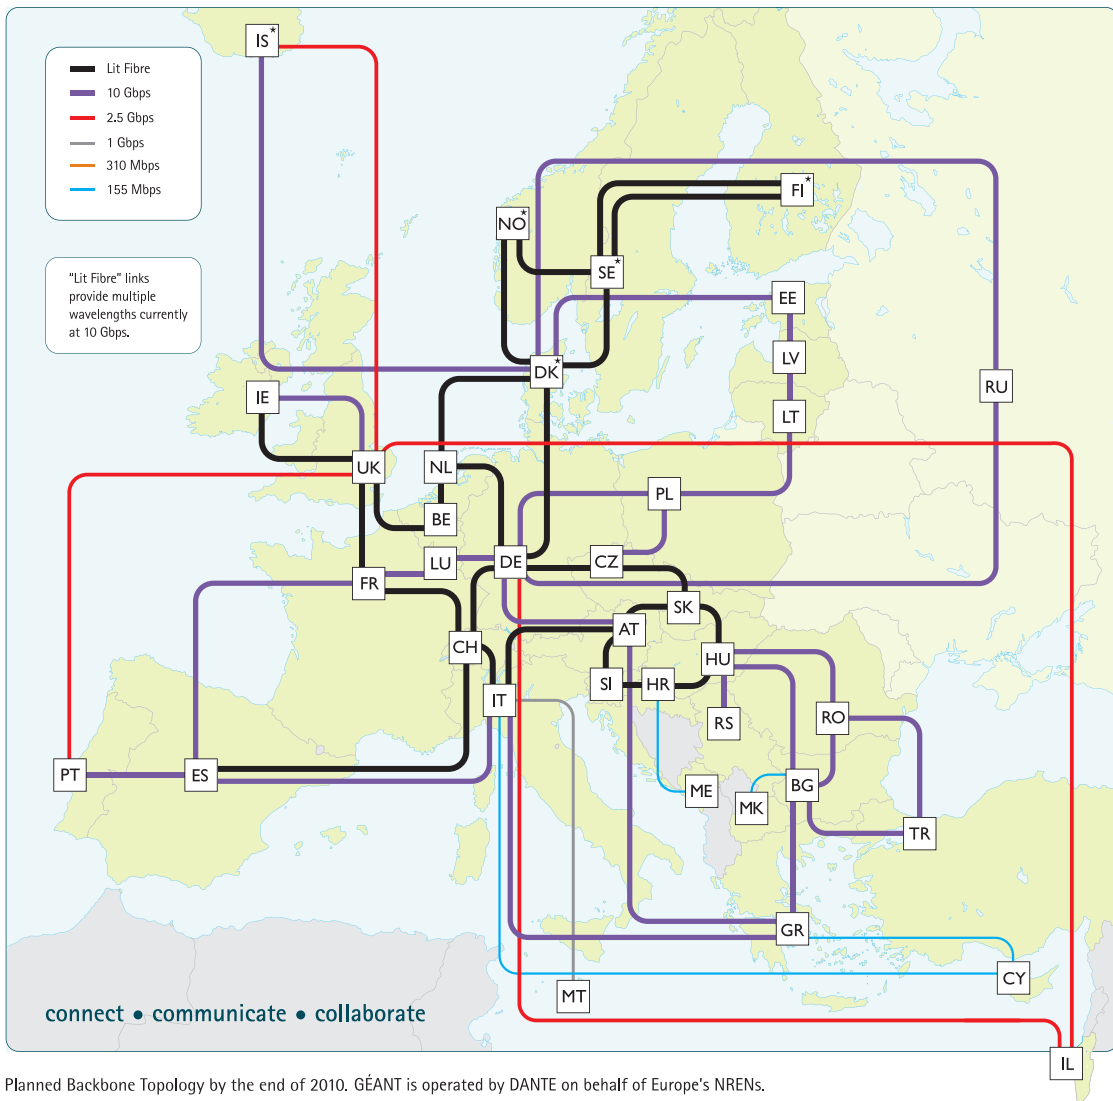 IS*
Lit Fibre
10 Gbps
2.5 Gbps
1 Gbps
310 Mbps
155 Mbps
"Lit Fibre" links
provide multiple
wavelengths currently
at 10 Gbps.
FI*
NO*
SE*
EE
LV
DK*
RU
IE
LT
UK
NL
PL
BE
LU
DE
CZ
FR
SK
AT
CH
HU
SI
HR
IT
RS
RO
PT
ES
BG
ME
MK
TR
GR
CY
MT
connect • communicate • collaborate
IL
Planned Backbone Topology by the end of 2010. GÉANT is operated by DANTE on behalf of Europe's NRENs.